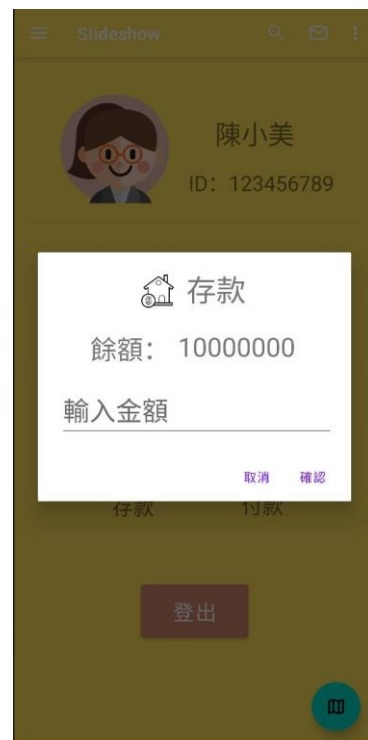 Slideshow
陳小美
ID：123456789
存款
餘額： 10000000
輸入金額
取消 確認
存款 付款
登出